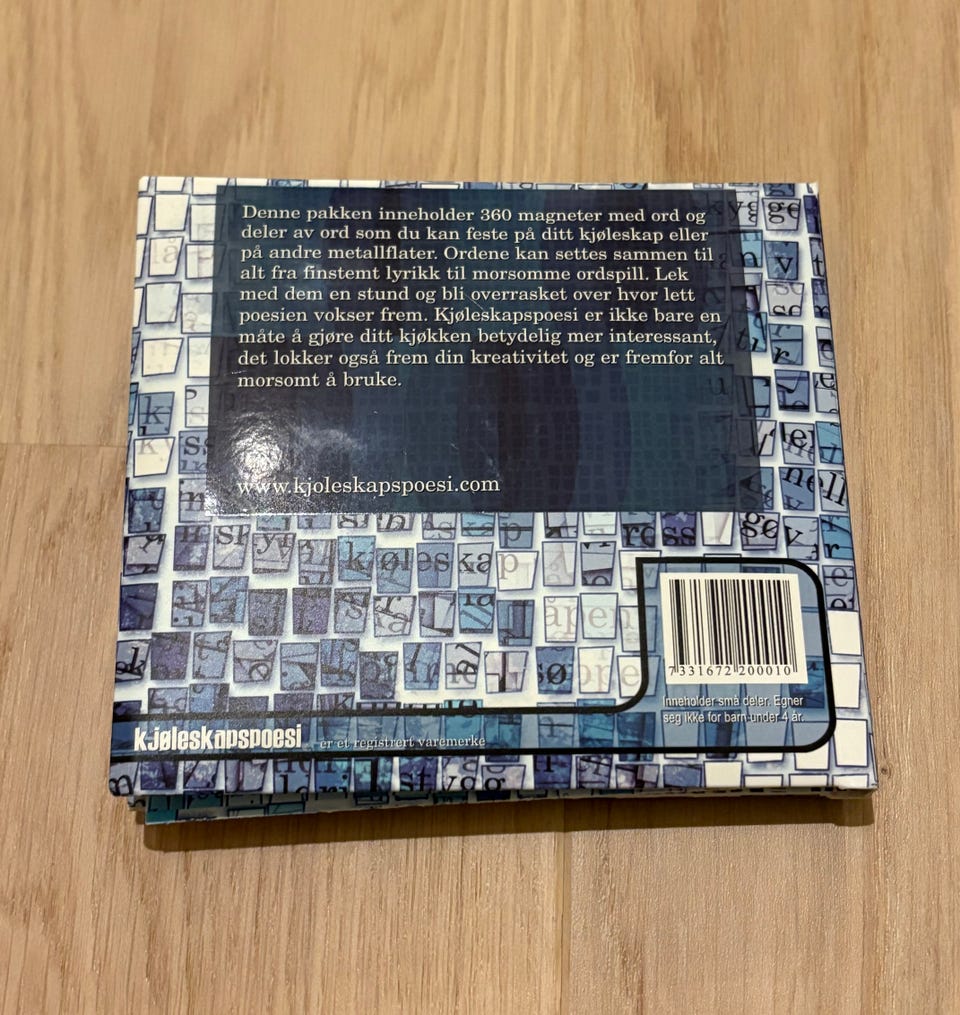 Denne pakken inneholder 360 magneter med ord og
deler av ord som du kan feste på ditt kjøleskap eller
på andre metallflater. Ordene kan settes sammen til
alt fra finstemt lyrikk til morsomme ordspill. Lek
med dem en stund og bli overrasket over hvor lett
poesien vokser frem. Kjøleskapspoesi er ikke bare en
måte å gjøre ditt kjøkken betydelig mer interessant,
det lokker også frem din kreativitet og er fremfor alt
morsomt å bruke.
www.kjoleskapspoesi.com
kjøleskap
7 331672 200010
Inneholder små deler. Egner
seg ikke for barn under 4 år.
kjøleskapspoesi er et registrert varemerke
stygg